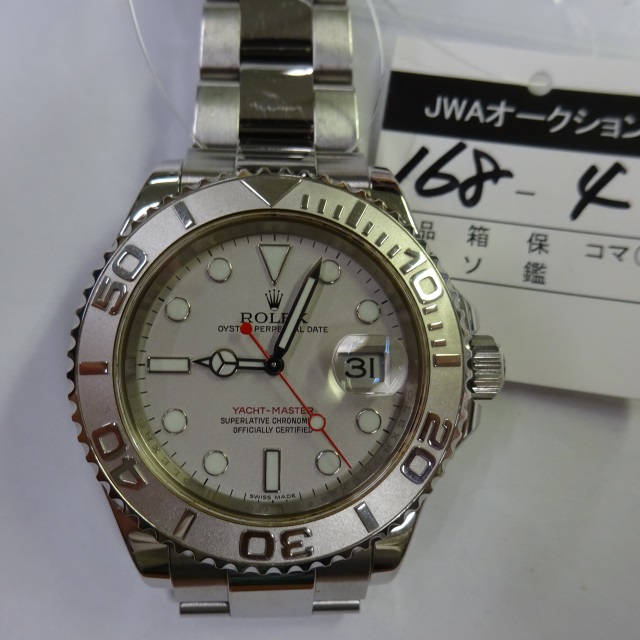 JWAオークション
168-4
品 箱 保 コマ(
ソ 鑑
10
50
ROLEX
OYSTER PERPETUAL DATE
31
YACHT-MASTER
SUPERLATIVE CHRONOM
OFFICIALLY CERTIFIED
20
40
SWISS MADE
30